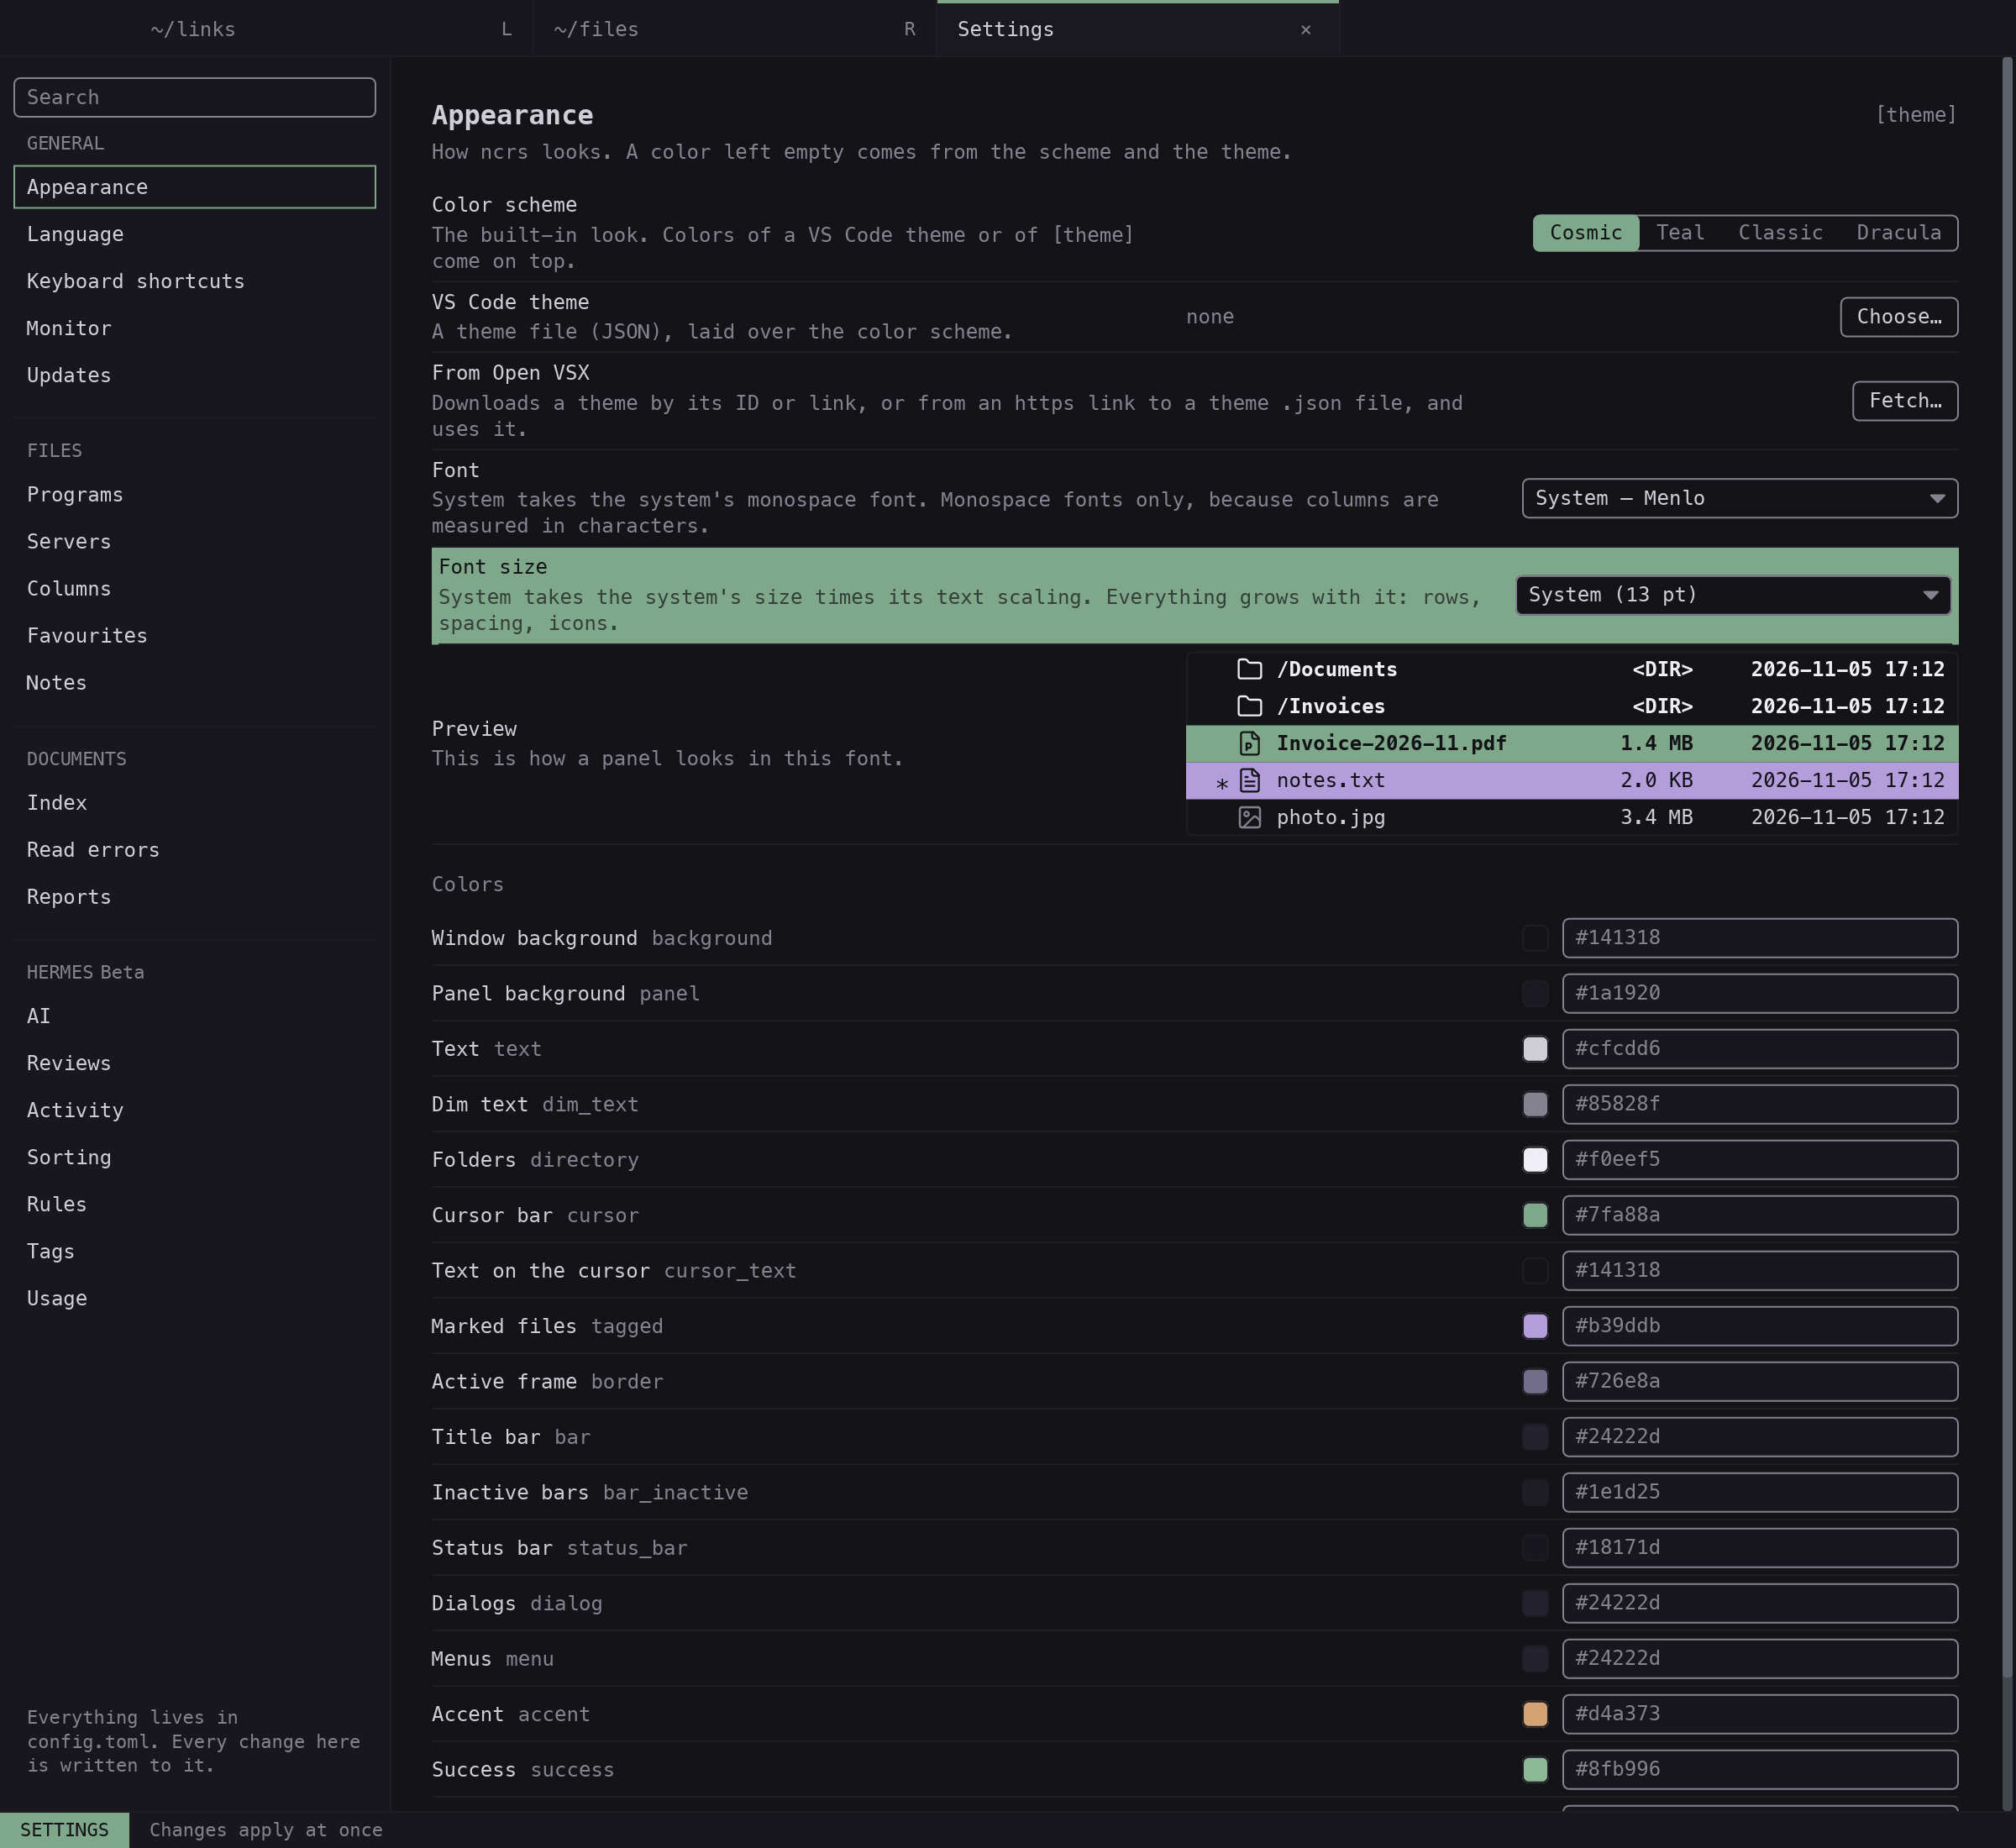 ~/links L ~/files R Settings ×
Search
GENERAL
Appearance
Language
Keyboard shortcuts
Monitor
Updates
FILES
Programs
Servers
Columns
Favourites
Notes
DOCUMENTS
Index
Read errors
Reports
HERMES Beta
AI
Reviews
Activity
Sorting
Rules
Tags
Usage
Everything lives in
config.toml. Every change here
is written to it.
Appearance [theme]
How ncrs looks. A color left empty comes from the scheme and the theme.
Color scheme
The built-in look. Colors of a VS Code theme or of [theme]
come on top.
Cosmic Teal Classic Dracula
VS Code theme
A theme file (JSON), laid over the color scheme.
none Choose…
From Open VSX
Downloads a theme by its ID or link, or from an https link to a theme .json file, and
uses it.
Fetch…
Font
System takes the system's monospace font. Monospace fonts only, because columns are
measured in characters.
System — Menlo
Font size
System takes the system's size times its text scaling. Everything grows with it: rows,
spacing, icons.
System (13 pt)
Preview
This is how a panel looks in this font.
/Documents <DIR> 2026-11-05 17:12
/Invoices <DIR> 2026-11-05 17:12
Invoice-2026-11.pdf 1.4 MB 2026-11-05 17:12
* notes.txt 2.0 KB 2026-11-05 17:12
photo.jpg 3.4 MB 2026-11-05 17:12
Colors
Window background background #141318
Panel background panel #1a1920
Text text #cfcdd6
Dim text dim_text #85828f
Folders directory #f0eef5
Cursor bar cursor #7fa88a
Text on the cursor cursor_text #141318
Marked files tagged #b39ddb
Active frame border #726e8a
Title bar bar #24222d
Inactive bars bar_inactive #1e1d25
Status bar status_bar #18171d
Dialogs dialog #24222d
Menus menu #24222d
Accent accent #d4a373
Success success #8fb996
SETTINGS Changes apply at once